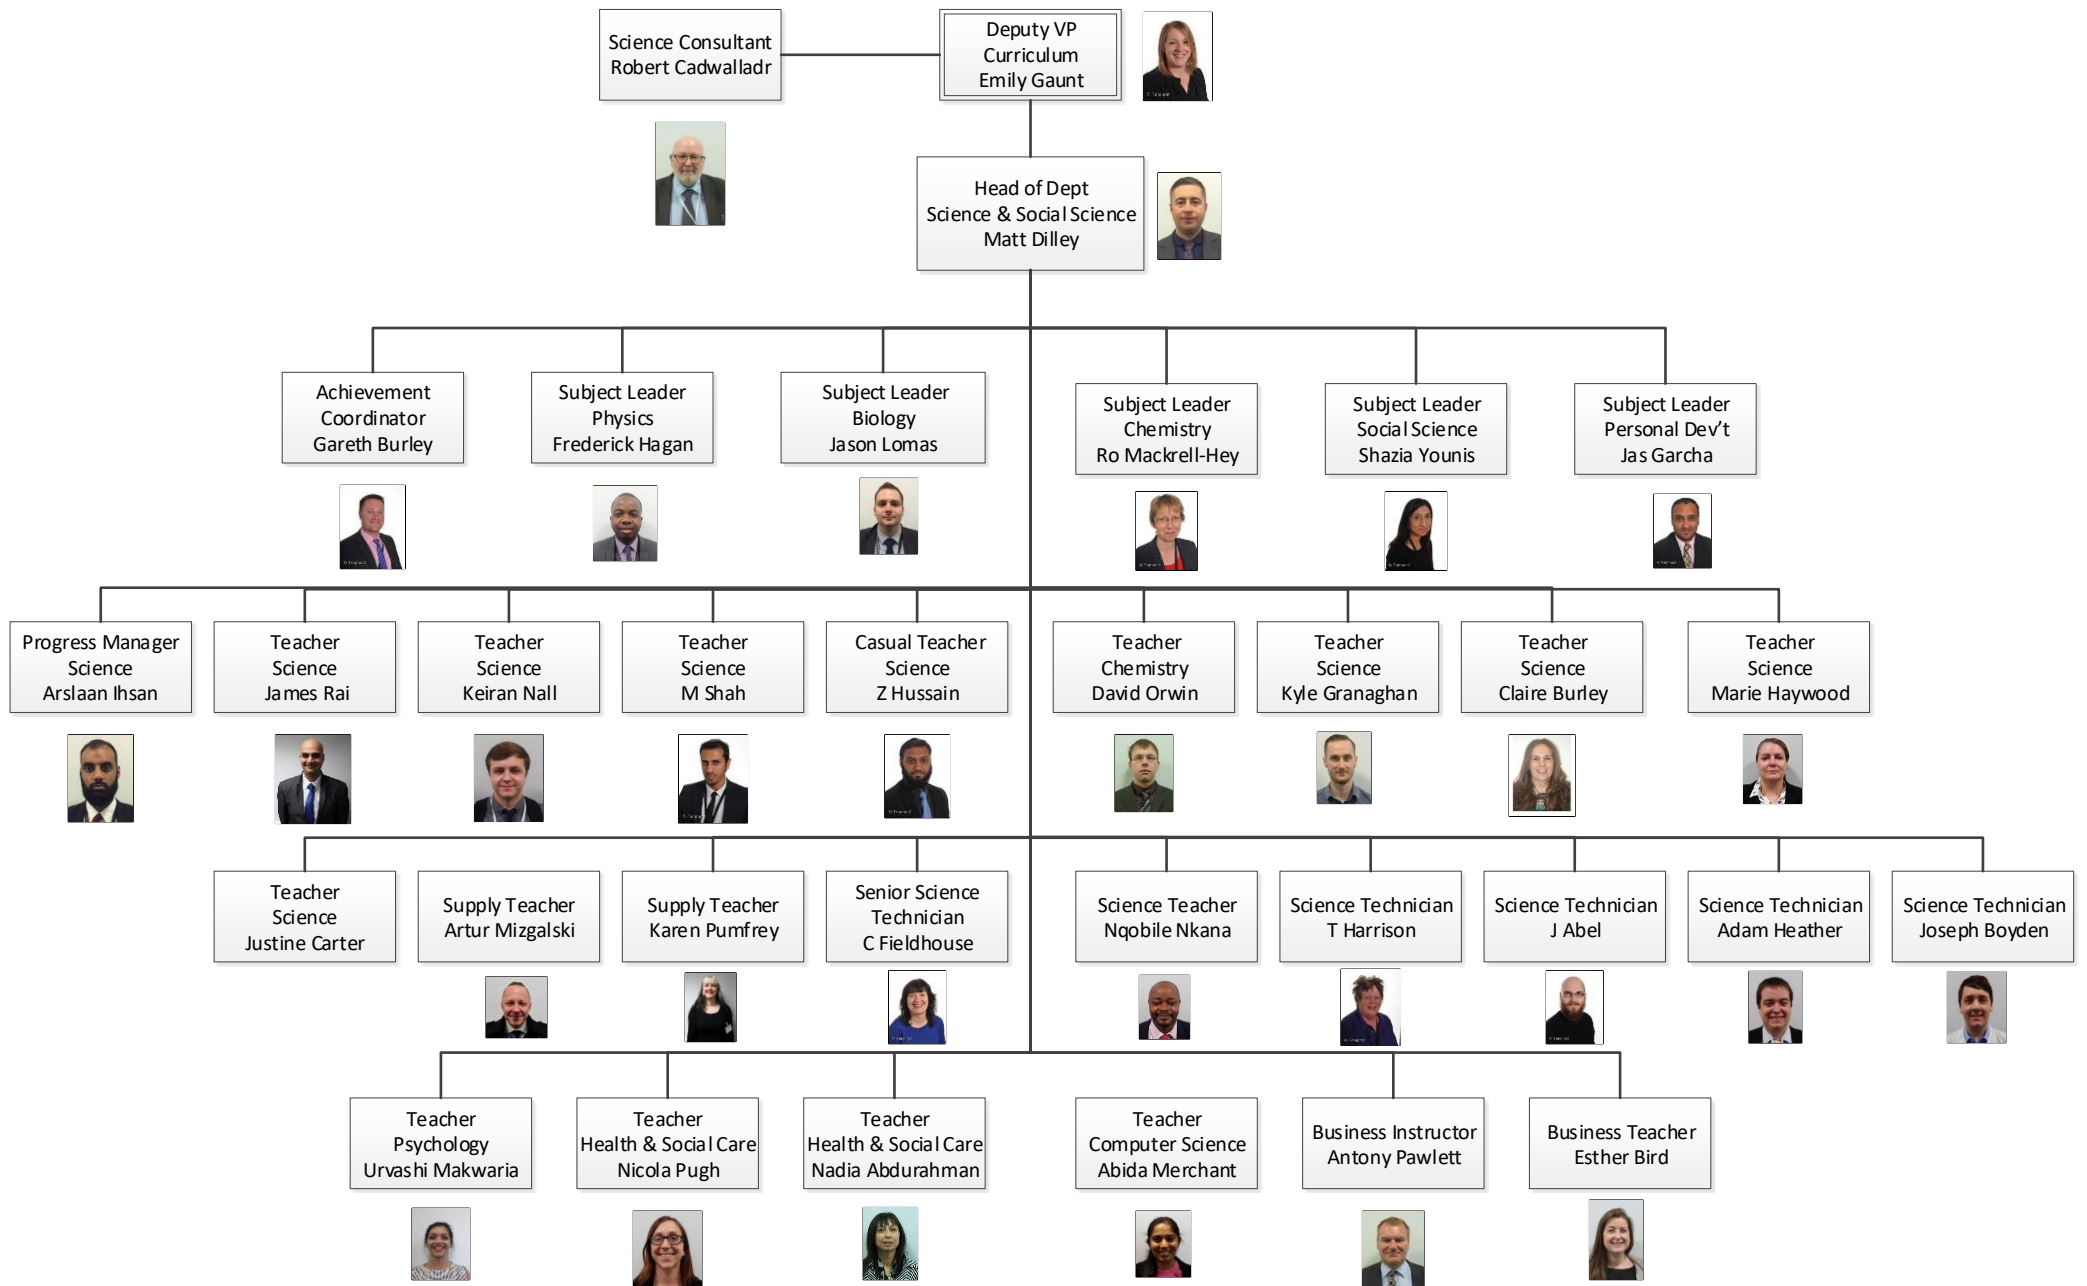 Science Consultant
Robert Cadwalladr
Deputy VP
Curriculum
Emily Gaunt
Head of Dept
Science & Social Science
Matt Dilley
Achievement
Coordinator
Gareth Burley
Subject Leader
Physics
Frederick Hagan
Subject Leader
Biology
Jason Lomas
Subject Leader
Chemistry
Ro Mackrell-Hey
Subject Leader
Social Science
Shazia Younis
Subject Leader
Personal Dev’t
Jas Garcha
Progress Manager
Science
Arslaan Ihsan
Teacher
Science
James Rai
Teacher
Science
Keiran Nall
Teacher
Science
M Shah
Casual Teacher
Science
Z Hussain
Teacher
Chemistry
David Orwin
Teacher
Science
Kyle Granaghan
Teacher
Science
Claire Burley
Teacher
Science
Marie Haywood
Teacher
Science
Justine Carter
Supply Teacher
Artur Mizgalski
Supply Teacher
Karen Pumfrey
Senior Science
Technician
C Fieldhouse
Science Teacher
Nqobile Nkana
Science Technician
T Harrison
Science Technician
J Abel
Science Technician
Adam Heather
Science Technician
Joseph Boyden
Teacher
Psychology
Urvashi Makwaria
Teacher
Health & Social Care
Nicola Pugh
Teacher
Health & Social Care
Nadia Abdurahman
Teacher
Computer Science
Abida Merchant
Business Instructor
Antony Pawlett
Business Teacher
Esther Bird